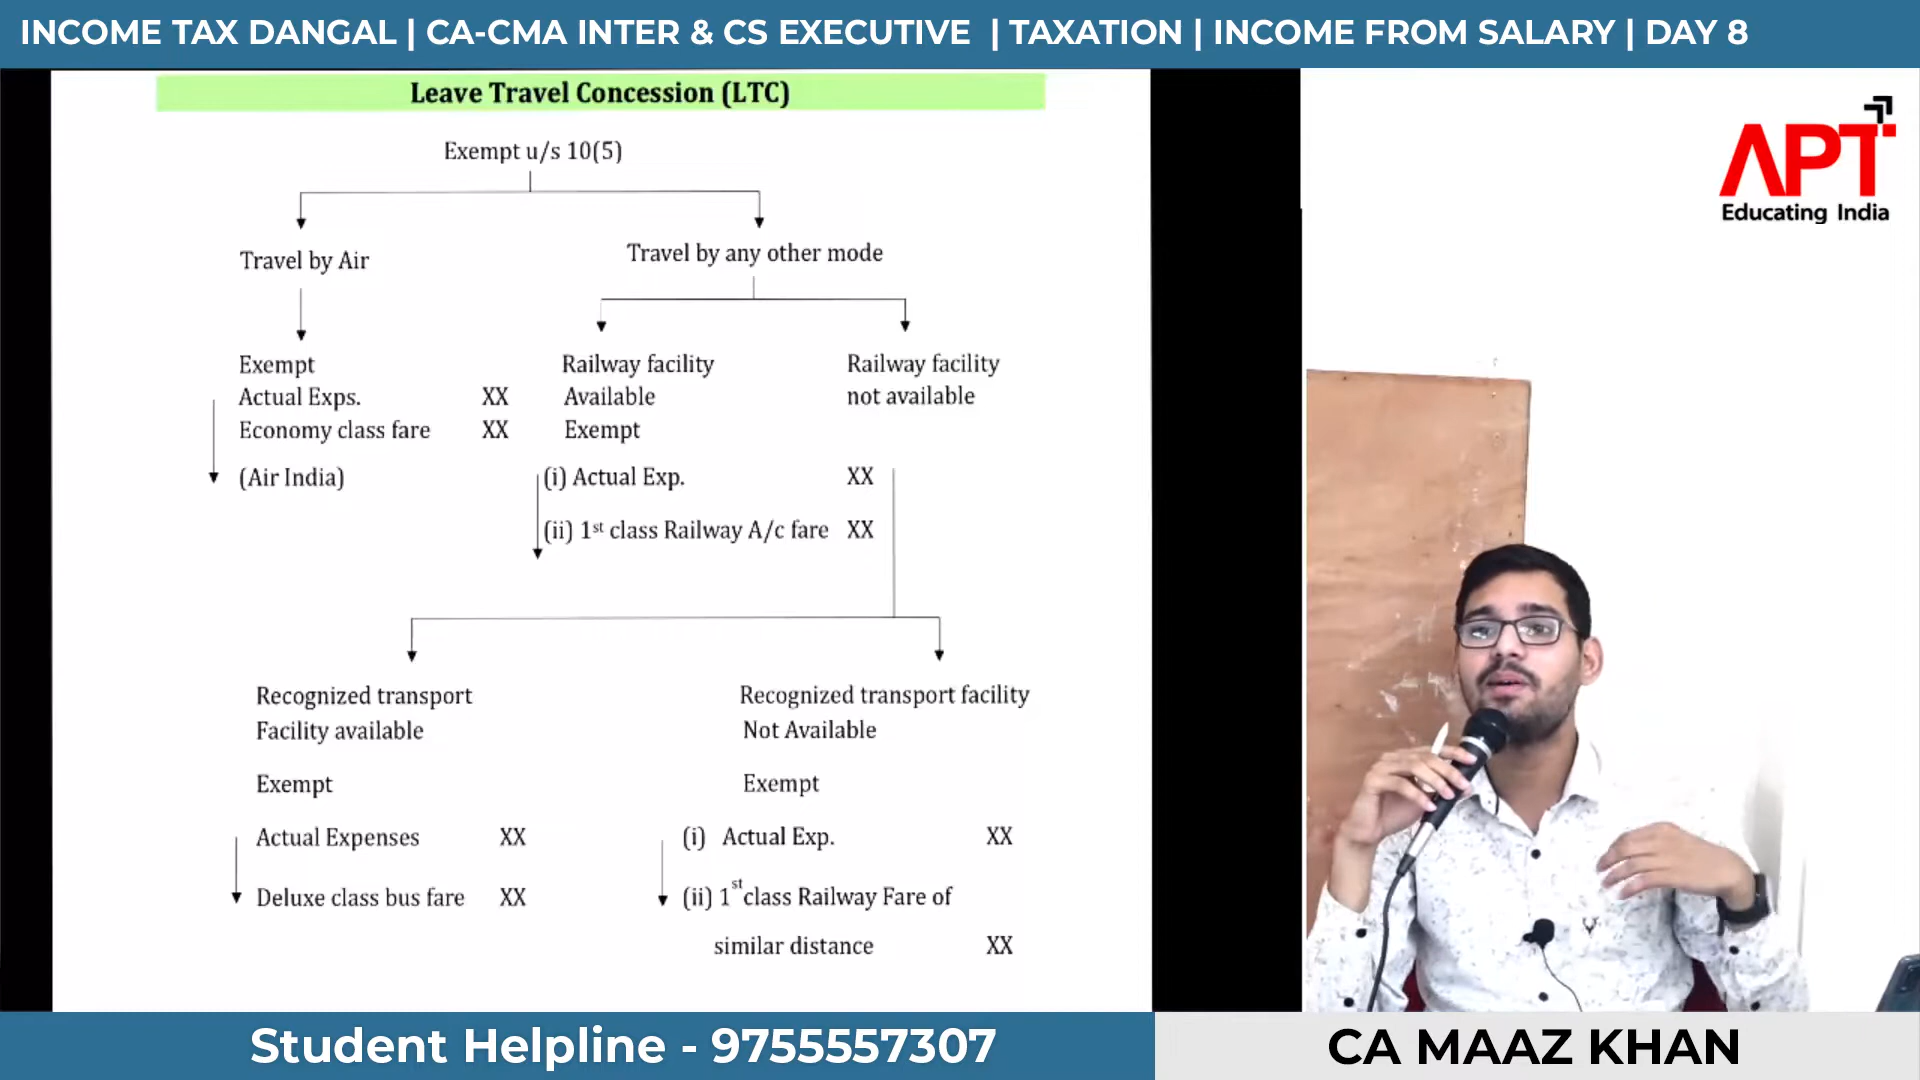 INCOME TAX DANGAL | CA-CMA INTER & CS EXECUTIVE | TAXATION | INCOME FROM SALARY | DAY 8
Leave Travel Concession (LTC)
Exempt u/s 10(5)
Travel by Air
Travel by any other mode
Exempt
Actual Exps. XX
Economy class fare XX
(Air India)
Railway facility
Available
Exempt
(i) Actual Exp. XX
(ii) 1st class Railway A/c fare XX
Railway facility
not available
Recognized transport
Facility available
Exempt
Actual Expenses XX
Deluxe class bus fare XX
Recognized transport facility
Not Available
Exempt
(i) Actual Exp. XX
(ii) 1st class Railway Fare of
similar distance XX
APT
Educating India
Student Helpline - 9755557307
CA MAAZ KHAN